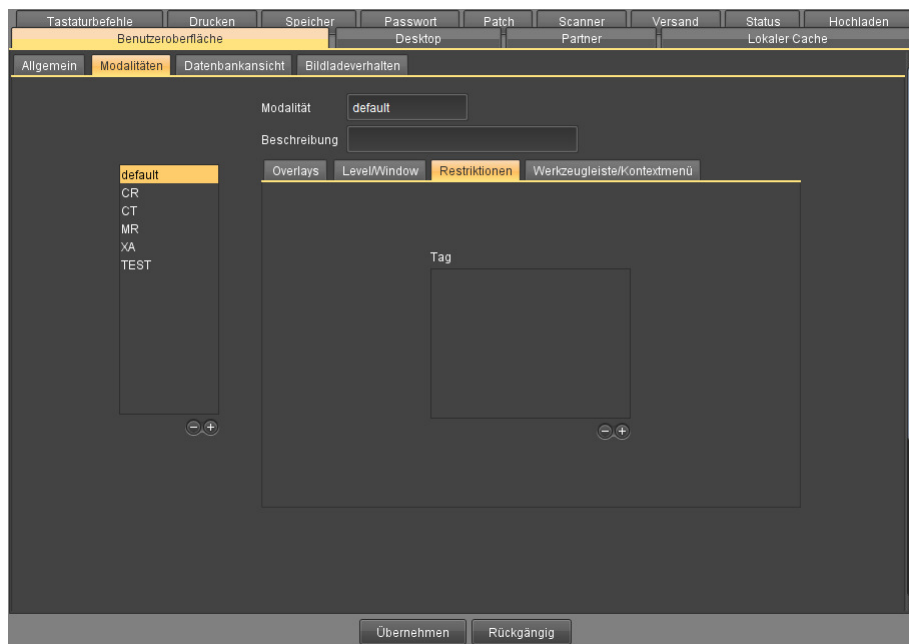 Tastaturbefehle Drucken Speicher Passwort Patch Scanner Versand Status Hochladen
Benutzeroberfläche Desktop Partner Lokaler Cache
Allgemein Modalitäten Datenbankansicht Bildladeverhalten
Modalität default
Beschreibung
Overlays Level/Window Restriktionen Werkzeugleiste/Kontextmenü
default
CR
CT
MR
XA
TEST
Tag
Übernehmen Rückgängig